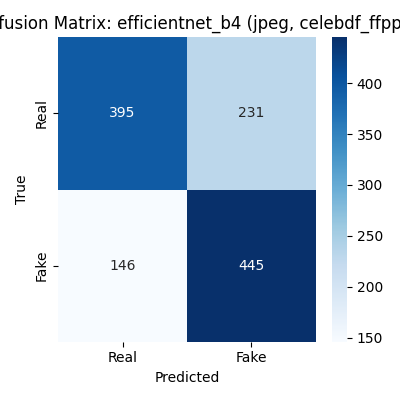 fusion Matrix: efficientnet_b4 (jpeg, celebdf_ffpp
Real
395
231
True
Fake
146
445
Real
Fake
Predicted
400
350
300
250
200
150